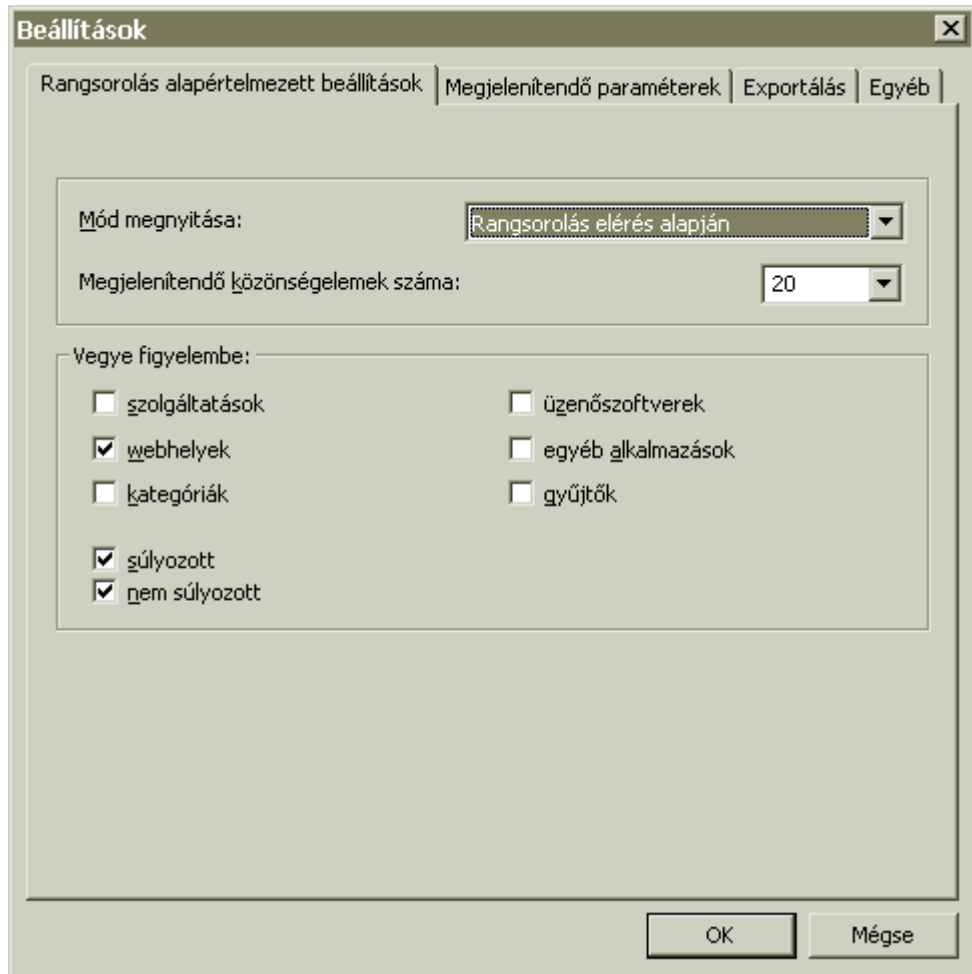 Beállítások
Rangsorolás alapértelmezett beállítások Megjelenítendő paraméterek Exportálás Egyéb
Mód megnyitása: Rangsorolás elérés alapján
Megjelenítendő közönségelemek száma: 20
Vegye figyelembe:
szolgáltatások üzenőszoftverek
webhelyek egyéb alkalmazások
kategóriák gyűjtők
súlyozott
nem súlyozott
OK Mégse